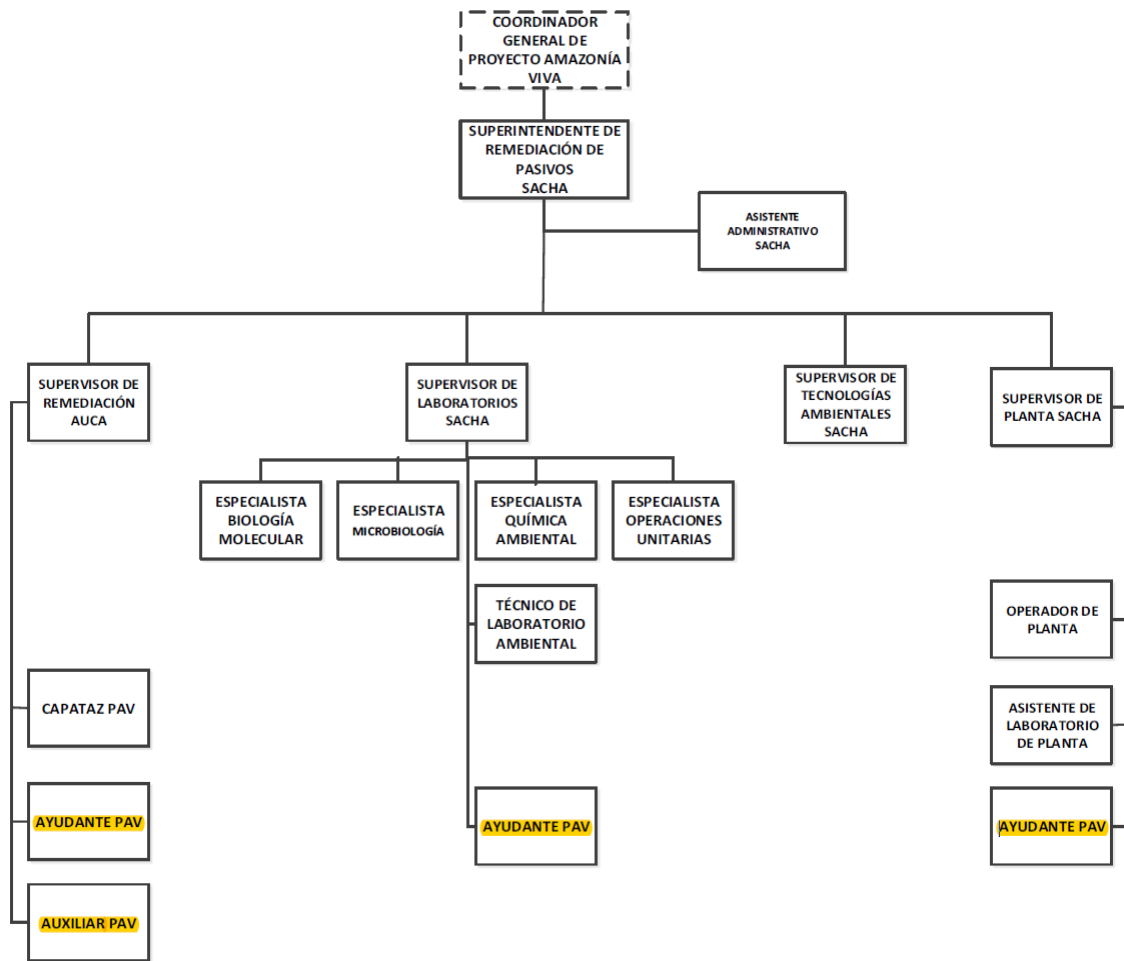 COORDINADOR
GENERAL DE
PROYECTO AMAZONÍA
VIVA
SUPERINTENDENTE DE
REMEDIACIÓN DE
PASIVOS
SACHA
ASISTENTE
ADMINISTRATIVO
SACHA
SUPERVISOR DE
REMEDIACIÓN
AUCA
SUPERVISOR DE
LABORATORIOS
SACHA
SUPERVISOR DE
TECNOLOGÍAS
AMBIENTALES
SACHA
SUPERVISOR DE
PLANTA SACHA
ESPECIALISTA
BIOLOGÍA
MOLECULAR
ESPECIALISTA
MICROBIOLOGÍA
ESPECIALISTA
QUÍMICA
AMBIENTAL
ESPECIALISTA
OPERACIONES
UNITARIAS
TÉCNICO DE
LABORATORIO
AMBIENTAL
OPERADOR DE
PLANTA
CAPATAZ PAV
ASISTENTE DE
LABORATORIO
DE PLANTA
AYUDANTE PAV
AYUDANTE PAV
AYUDANTE PAV
AUXILIAR PAV